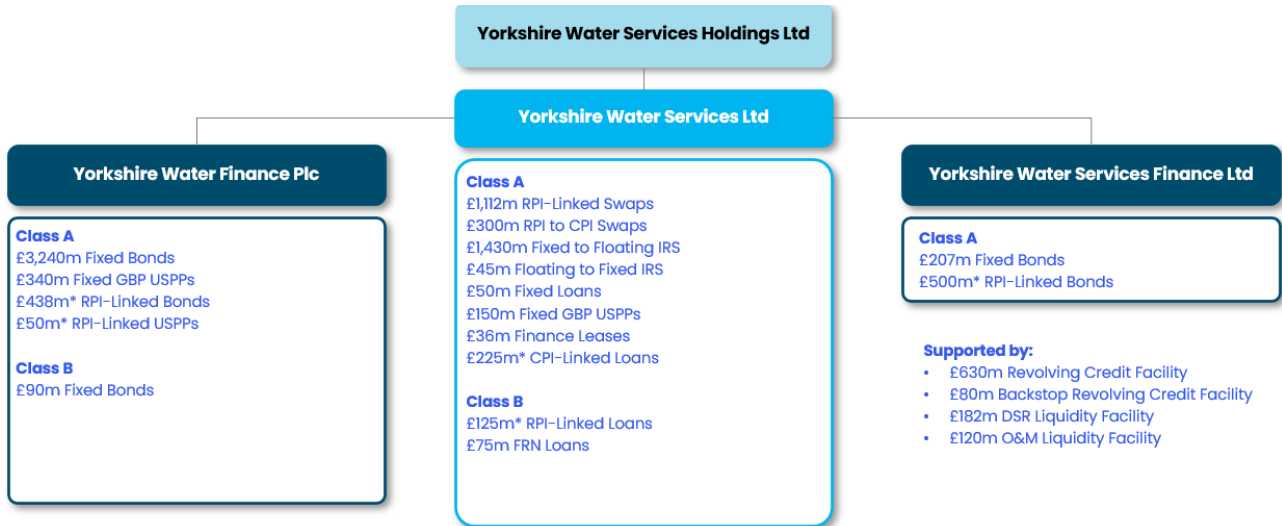 Yorkshire Water Services Holdings Ltd
Yorkshire Water Services Ltd
Yorkshire Water Finance Plc
Class A
£3,240m Fixed Bonds
£340m Fixed GBP USPPs
£438m* RPI-Linked Bonds
£50m* RPI-Linked USPPs
Class B
£90m Fixed Bonds
Class A
£1,112m RPI-Linked Swaps
£300m RPI to CPI Swaps
£1,430m Fixed to Floating IRS
£45m Floating to Fixed IRS
£50m Fixed Loans
£150m Fixed GBP USPPs
£36m Finance Leases
£225m* CPI-Linked Loans
Class B
£125m* RPI-Linked Loans
£75m FRN Loans
Yorkshire Water Services Finance Ltd
Class A
£207m Fixed Bonds
£500m* RPI-Linked Bonds
Supported by:
• £630m Revolving Credit Facility
• £80m Backstop Revolving Credit Facility
• £182m DSR Liquidity Facility
• £120m O&M Liquidity Facility